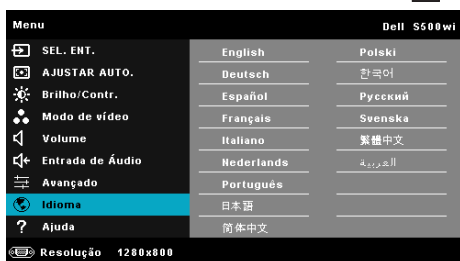 Menu Dell S500wi
SEL. ENT. English Polski
AJUSTAR AUTO. Deutsch 한국어
Brilho/Contr. Español Русский
Modo de vídeo Français Svenska
Volume Italiano 繁體中文
Entrada de Áudio Nederlands العربية
Avançado Português
Idioma 日本語
Ajuda 简体中文
Resolução 1280x800